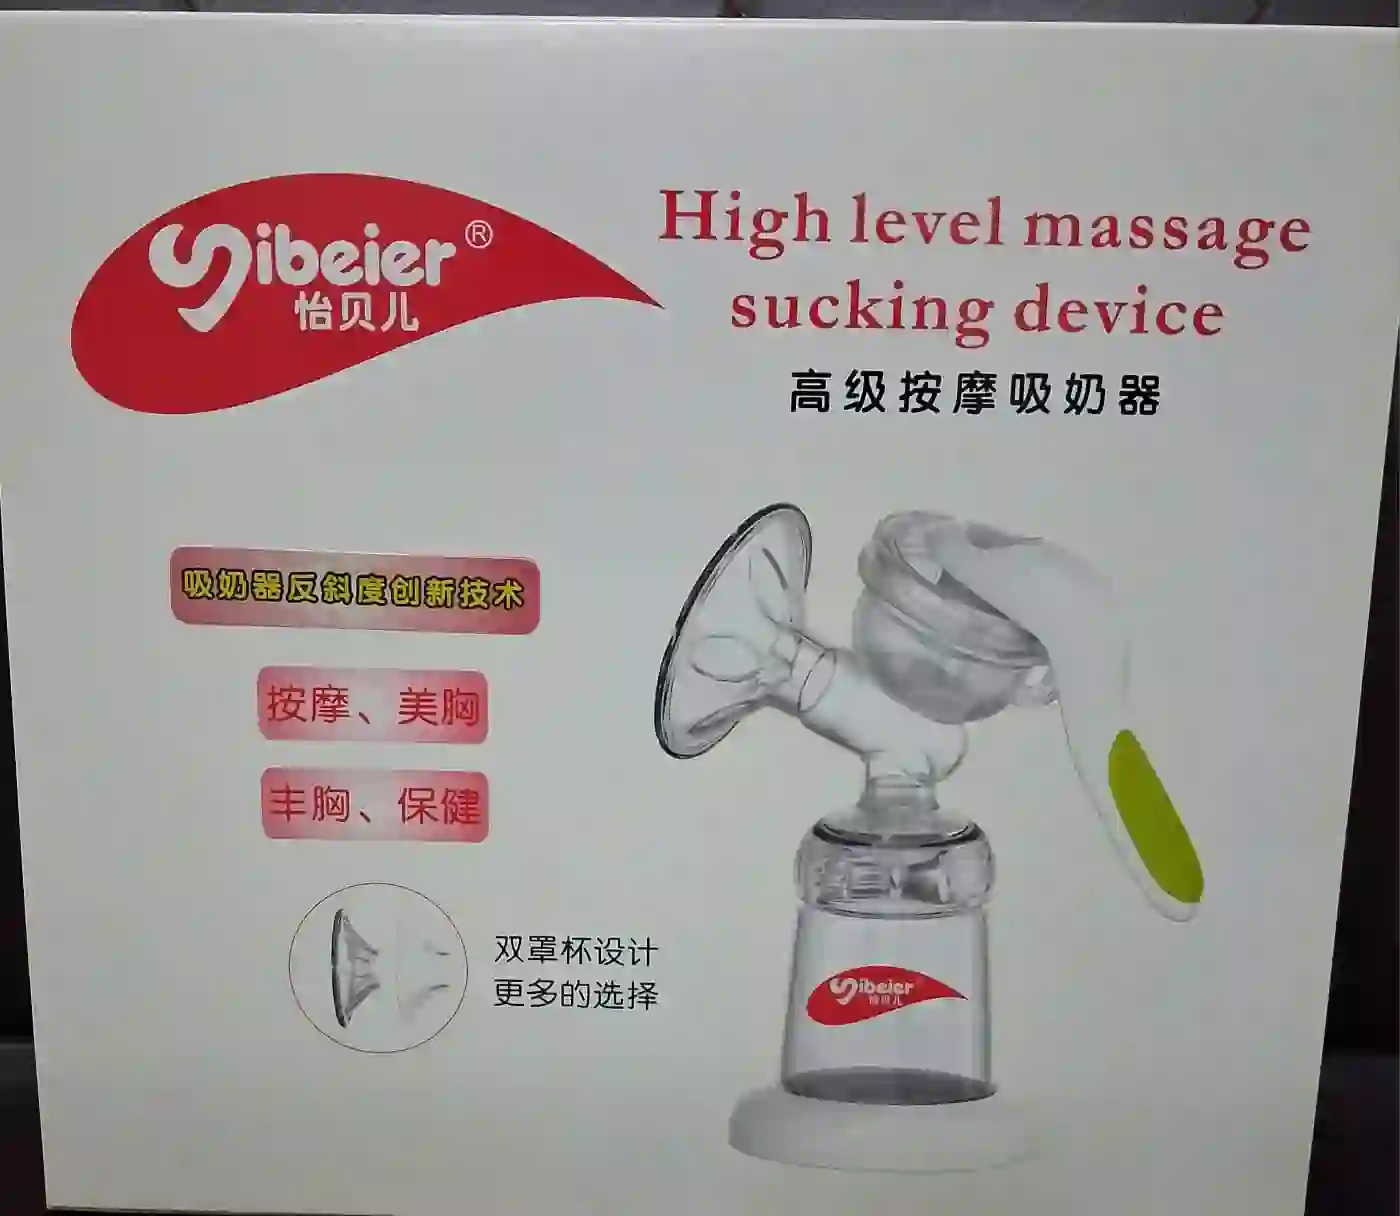 Yibeier®
怡贝儿
High level massage
sucking device
高级按摩吸奶器
吸奶器反斜度创新技术
按摩、美胸
丰胸、保健
双罩杯设计
更多的选择
Yibeier
怡贝儿